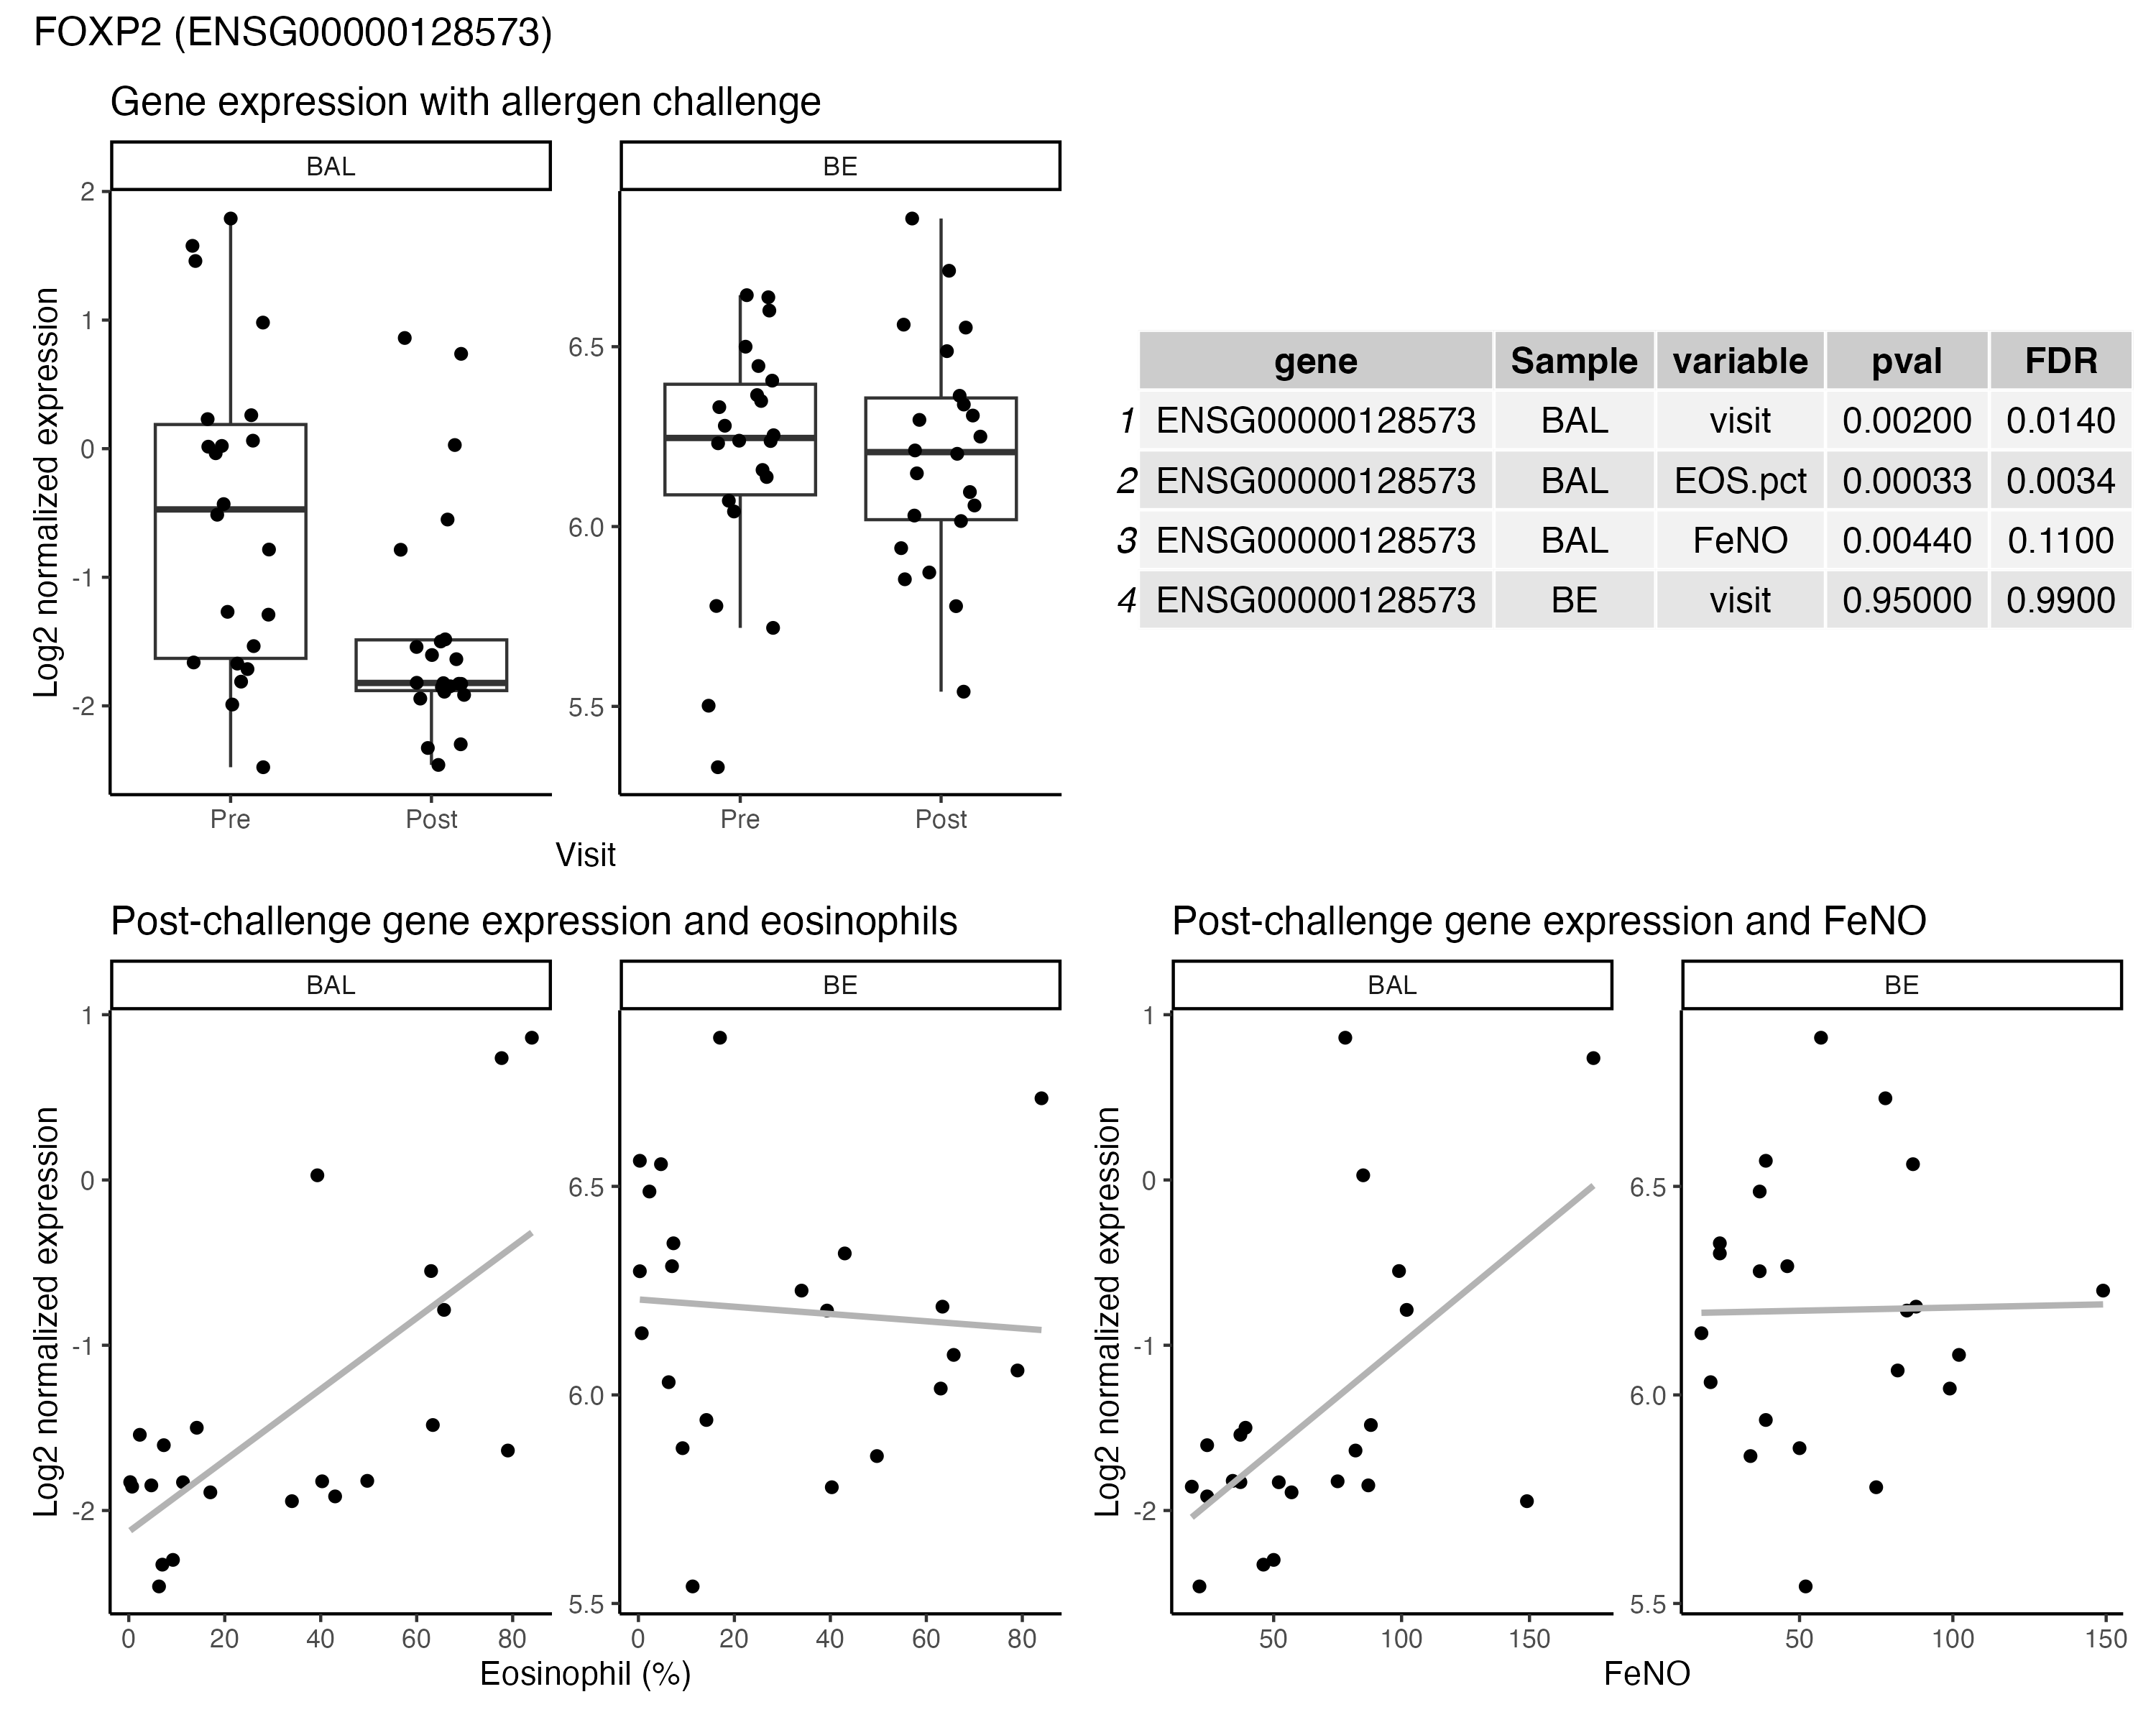 FOXP2 (ENSG00000128573)
Gene expression with allergen challenge
BAL BE
Log2 normalized expression
2
1
0
-1
-2
6.5
6.0
5.5
Pre Post Pre Post
Visit
gene Sample variable pval FDR
1 ENSG00000128573 BAL visit 0.00200 0.0140
2 ENSG00000128573 BAL EOS.pct 0.00033 0.0034
3 ENSG00000128573 BAL FeNO 0.00440 0.1100
4 ENSG00000128573 BE visit 0.95000 0.9900
Post-challenge gene expression and eosinophils
BAL BE
Log2 normalized expression
1
0
-1
-2
6.5
6.0
5.5
0 20 40 60 80 0 20 40 60 80
Eosinophil (%)
Post-challenge gene expression and FeNO
BAL BE
Log2 normalized expression
1
0
-1
-2
6.5
6.0
5.5
50 100 150 50 100 150
FeNO